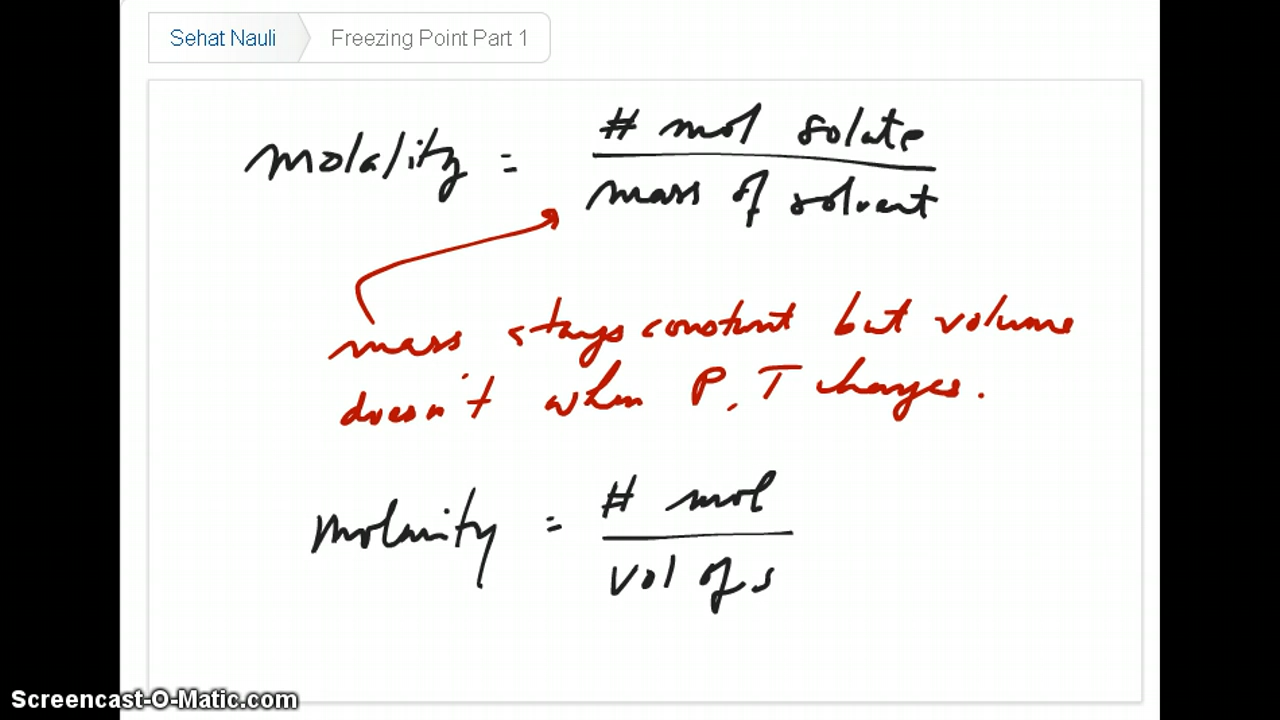 Sehat Nauli
Freezing Point Part 1
molality = # mol solute
mass of solvent
mass stays constant but volume
doesn't when P, T changes.
molarity = # mol
vol of s
Screencast-O-Matic.com